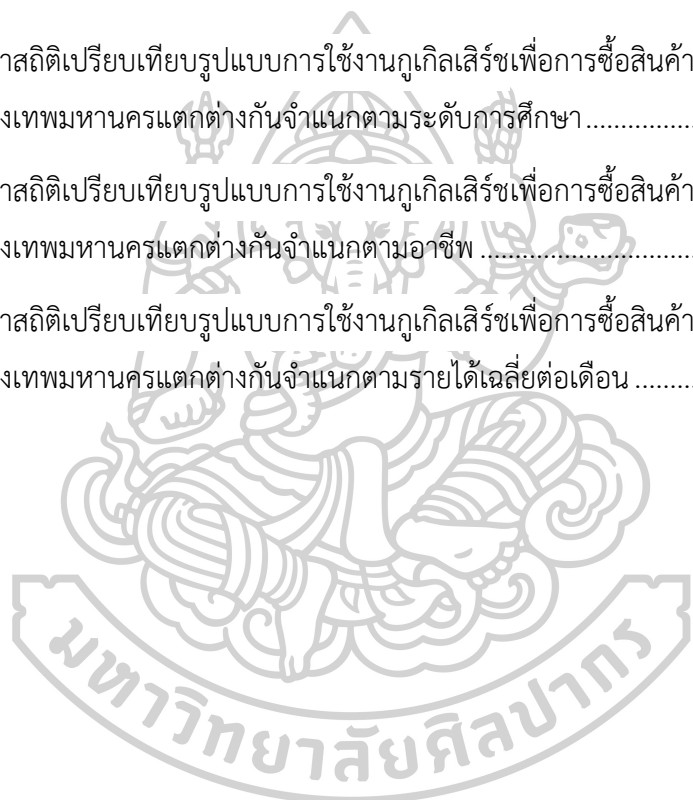 าสถิติเปรียบเทียบรูปแบบการใช้งานกูเกิลเสิร์ชเพื่อการซื้อสินค้า
งเทพมหานครแตกต่างกันจำแนกตามระดับการศึกษา ................
าสถิติเปรียบเทียบรูปแบบการใช้งานกูเกิลเสิร์ชเพื่อการซื้อสินค้า
งเทพมหานครแตกต่างกันจำแนกตามอาชีพ ...............................
าสถิติเปรียบเทียบรูปแบบการใช้งานกูเกิลเสิร์ชเพื่อการซื้อสินค้า
งเทพมหานครแตกต่างกันจำแนกตามรายได้เฉลี่ยต่อเดือน .........
มหาวิทยาลัยศิลปากร